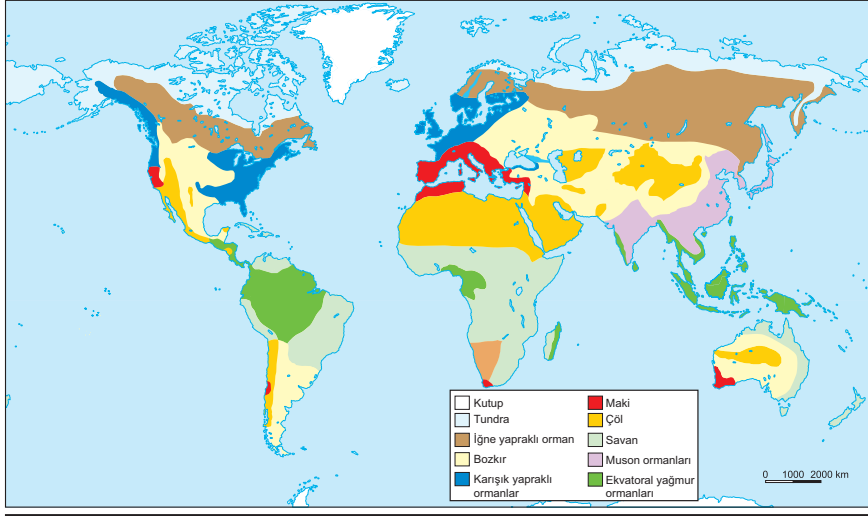 Kutup
Tundra
İğne yapraklı orman
Bozkır
Karışık yapraklı
ormanlar
Maki
Çöl
Savan
Muson ormanları
Ekvatoral yağmur
ormanları
0 1000 2000 km